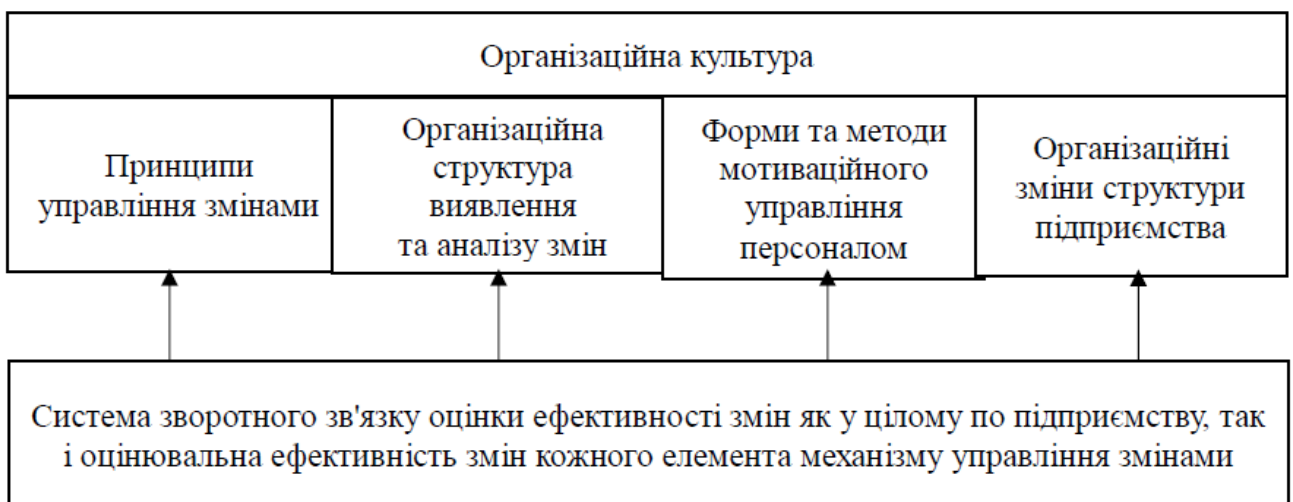 Організаційна культура
Принципи
управління змінами
Організаційна
структура
виявлення
та аналізу змін
Форми та методи
мотиваційного
управління
персоналом
Організаційні
зміни структури
підприємства
Система зворотного зв'язку оцінки ефективності змін як у цілому по підприємству, так
і оцінювальна ефективність змін кожного елемента механізму управління змінами